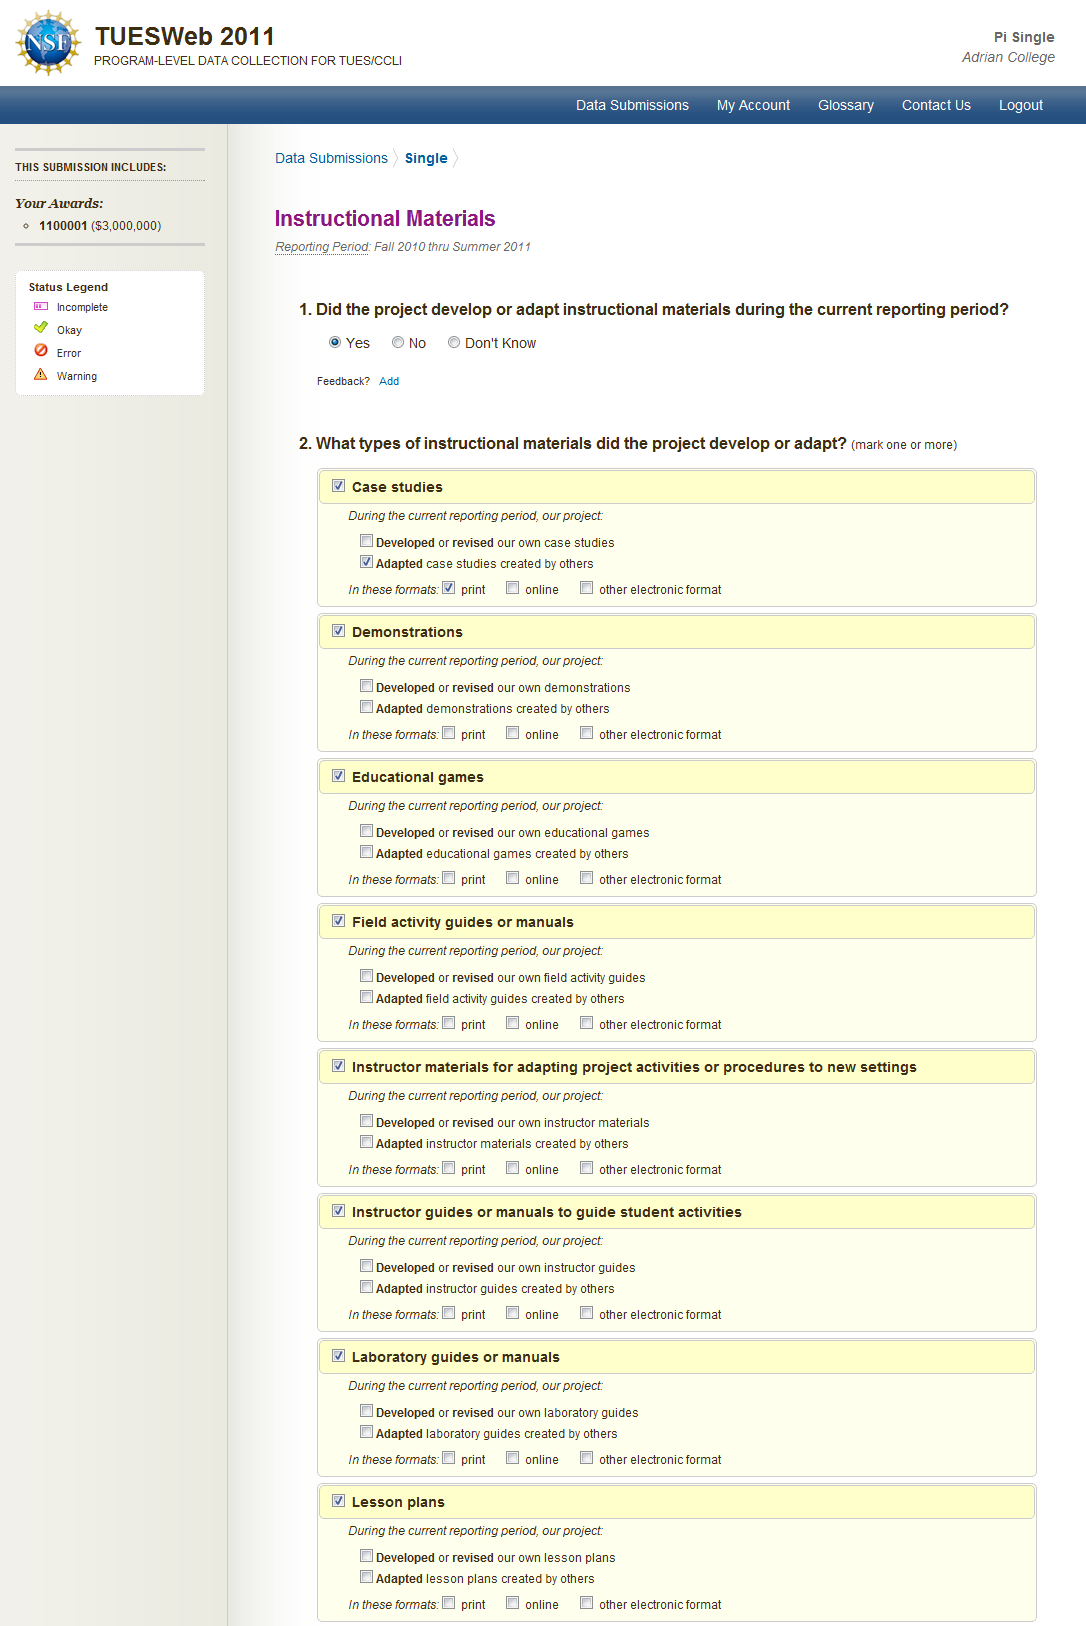 NSF
TUESWeb 2011
PROGRAM-LEVEL DATA COLLECTION FOR TUES/CCLI
Pi Single
Adrian College
Data Submissions My Account Glossary Contact Us Logout
THIS SUBMISSION INCLUDES:
Your Awards:
1100001 ($3,000,000)
Status Legend
Incomplete
Okay
Error
Warning
Data Submissions Single
Instructional Materials
Reporting Period: Fall 2010 thru Summer 2011
1. Did the project develop or adapt instructional materials during the current reporting period?
Yes No Don't Know
Feedback? Add
2. What types of instructional materials did the project develop or adapt? (mark one or more)
Case studies
During the current reporting period, our project:
Developed or revised our own case studies
Adapted case studies created by others
In these formats: print online other electronic format
Demonstrations
During the current reporting period, our project:
Developed or revised our own demonstrations
Adapted demonstrations created by others
In these formats: print online other electronic format
Educational games
During the current reporting period, our project:
Developed or revised our own educational games
Adapted educational games created by others
In these formats: print online other electronic format
Field activity guides or manuals
During the current reporting period, our project:
Developed or revised our own field activity guides
Adapted field activity guides created by others
In these formats: print online other electronic format
Instructor materials for adapting project activities or procedures to new settings
During the current reporting period, our project:
Developed or revised our own instructor materials
Adapted instructor materials created by others
In these formats: print online other electronic format
Instructor guides or manuals to guide student activities
During the current reporting period, our project:
Developed or revised our own instructor guides
Adapted instructor guides created by others
In these formats: print online other electronic format
Laboratory guides or manuals
During the current reporting period, our project:
Developed or revised our own laboratory guides
Adapted laboratory guides created by others
In these formats: print online other electronic format
Lesson plans
During the current reporting period, our project:
Developed or revised our own lesson plans
Adapted lesson plans created by others
In these formats: print online other electronic format